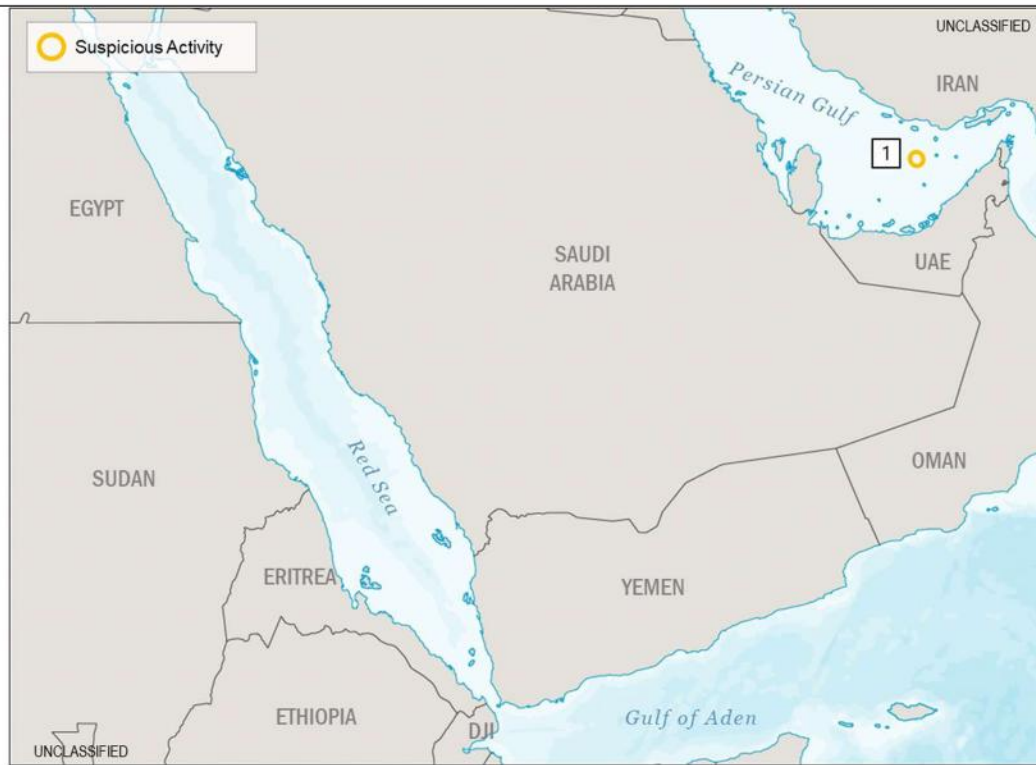 Suspicious Activity
UNCLASSIFIED
IRAN
Persian Gulf
1
EGYPT
SAUDI
ARABIA
UAE
Red Sea
OMAN
SUDAN
ERITREA
YEMEN
ETHIOPIA
DJI
Gulf of Aden
UNCLASSIFIED